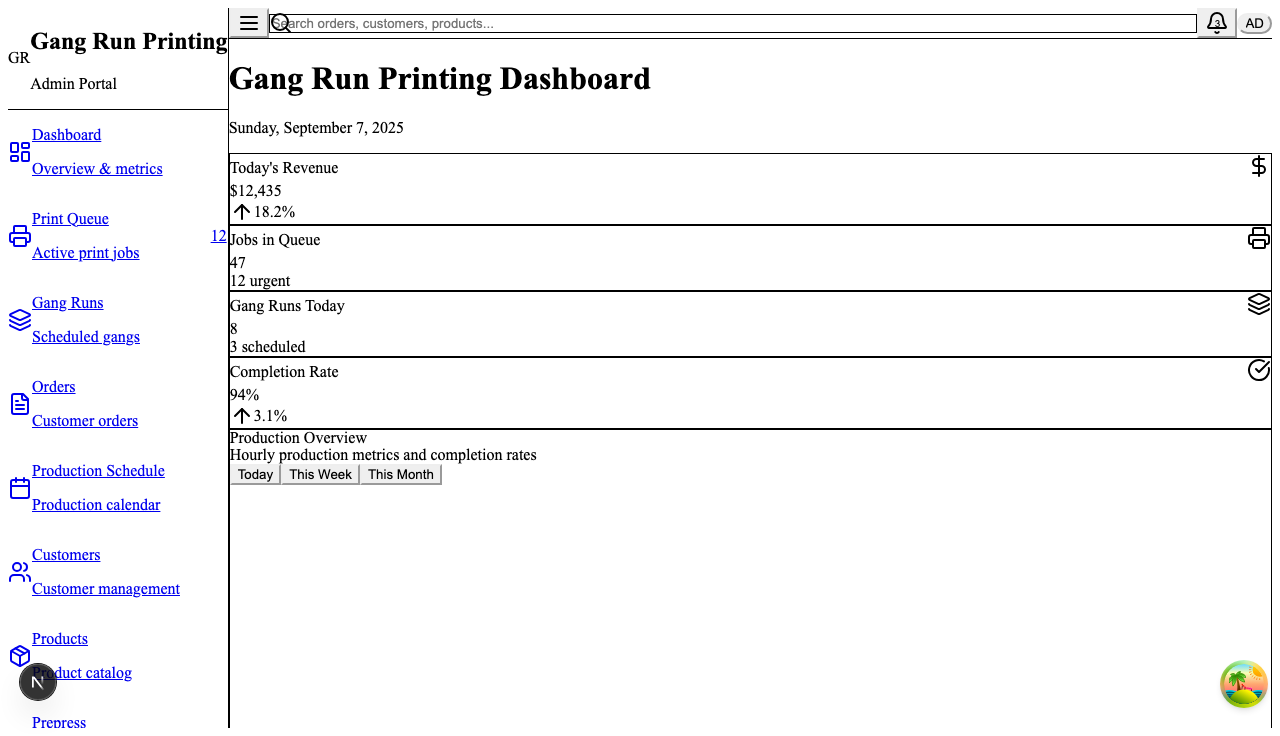 GR
Gang Run Printing
Admin Portal
Dashboard
Overview & metrics
Print Queue
Active print jobs
12
Gang Runs
Scheduled gangs
Orders
Customer orders
Production Schedule
Production calendar
Customers
Customer management
Products
Product catalog
Prepress
N
Search orders, customers, products...
3
AD
Gang Run Printing Dashboard
Sunday, September 7, 2025
Today's Revenue
$12,435
18.2%
Jobs in Queue
47
12 urgent
Gang Runs Today
8
3 scheduled
Completion Rate
94%
3.1%
Production Overview
Hourly production metrics and completion rates
Today This Week This Month